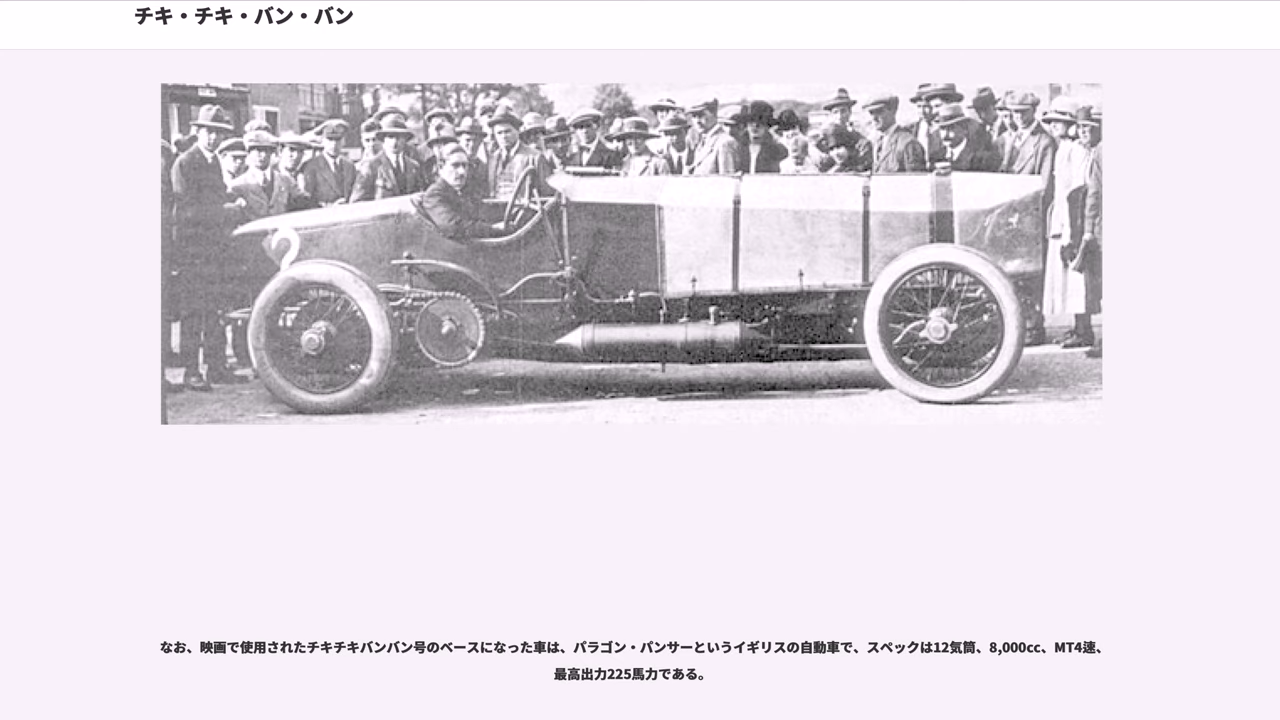 チキ・チキ・バン・バン
2
なお、映画で使用されたチキチキバンバン号のベースになった車は、パラゴン・パンサーというイギリスの自動車で、スペックは12気筒、8,000cc、MT4速、
最高出力225馬力である。